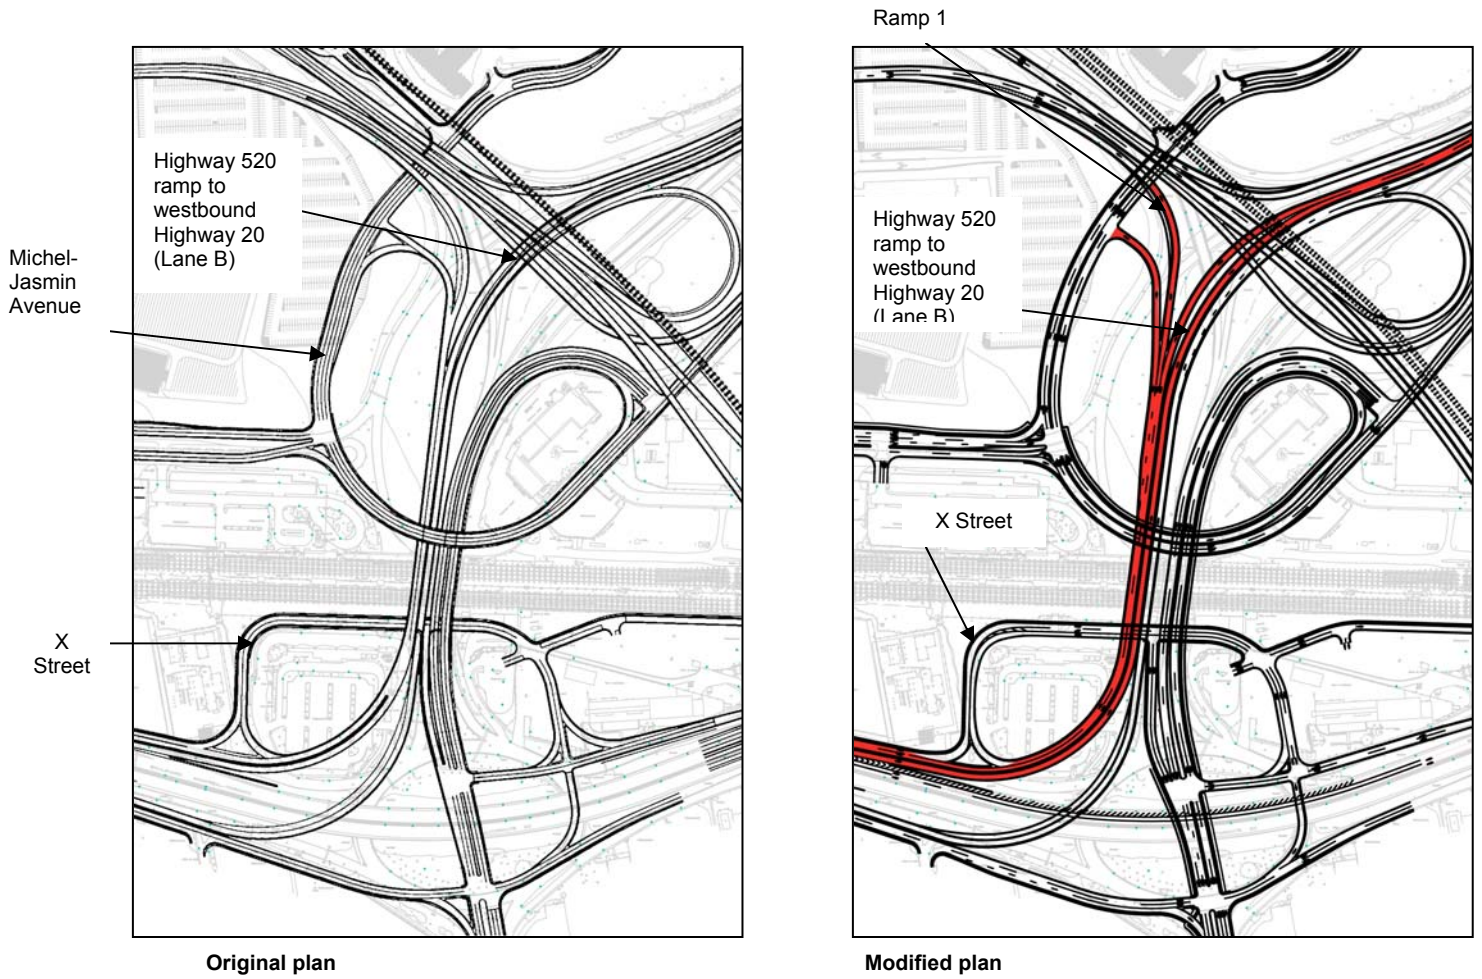 Ramp 1
Highway 520
ramp to
westbound
Highway 20
(Lane B)
Michel-
Jasmin
Avenue
X
Street
Highway 520
ramp to
westbound
Highway 20
(Lane B)
X Street
Original plan
Modified plan